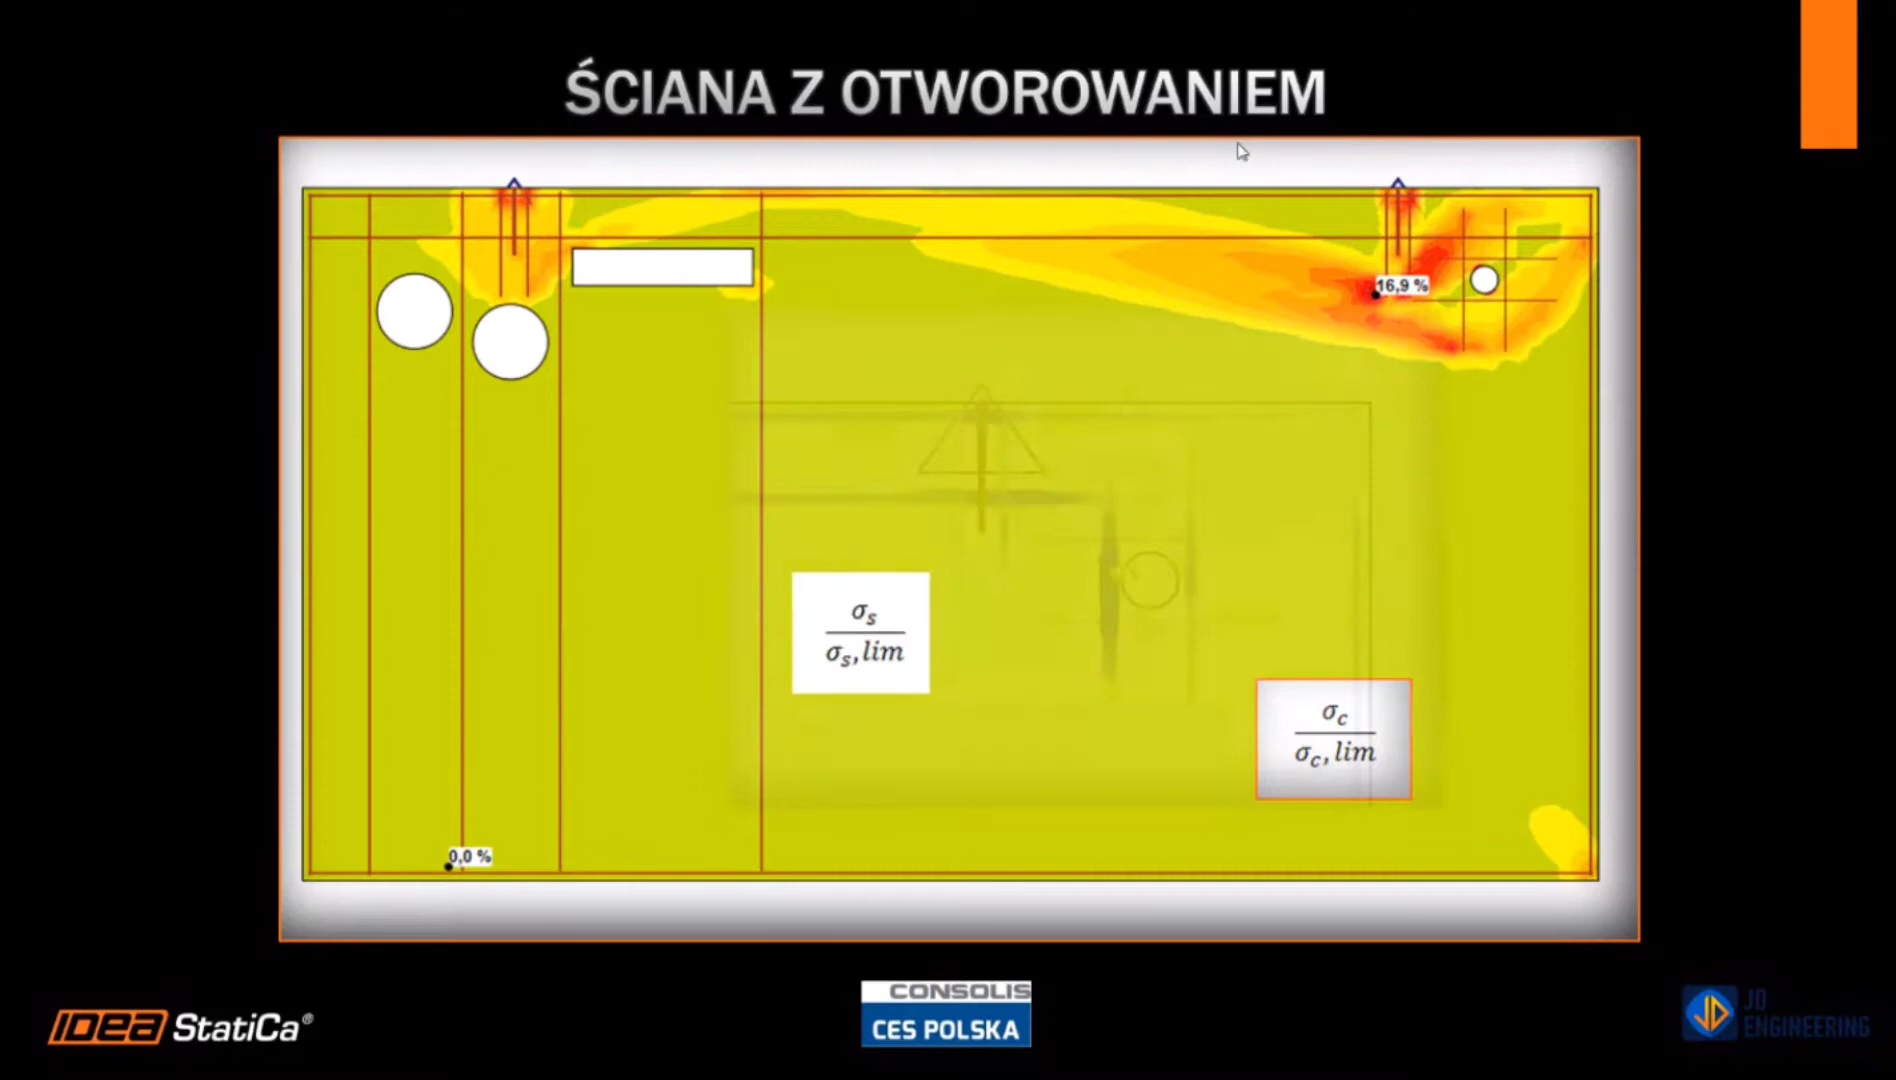 ŚCIANA Z OTWOROWANIEM
16,9 %
σs
σs, lim
σc
σc, lim
0,0 %
IDEA StatiCa®
CONSOLIS
CES POLSKA
JD
ENGINEERING